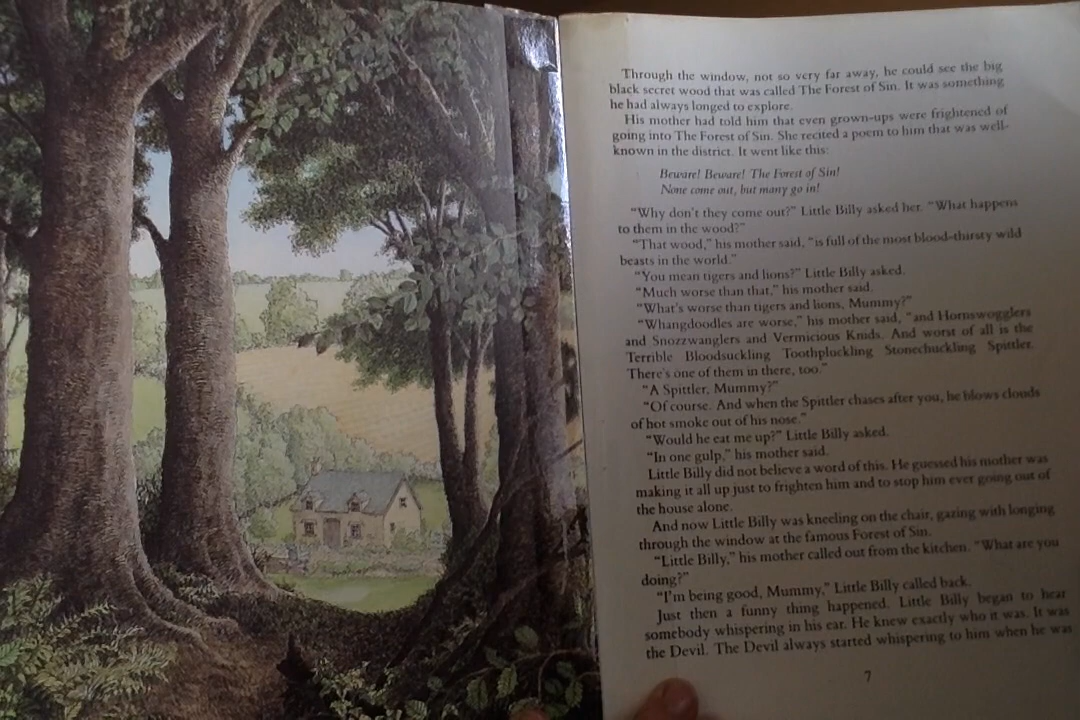 Through the window, not so very far away, he could see the big
black secret wood that was called The Forest of Sin. It was something
he had always longed to explore.
His mother had told him that even grown-ups were frightened of
going into The Forest of Sin. She recited a poem to him that was well-
known in the district. It went like this:
Beware! Beware! The Forest of Sin!
None come out, but many go in!
“Why don’t they come out?” Little Billy asked her. “What happens
to them in the wood?”
“That wood,” his mother said, “is full of the most blood-thirsty wild
beasts in the world.”
“You mean tigers and lions?” Little Billy asked.
“Much worse than that,” his mother said.
“What’s worse than tigers and lions, Mummy?”
“Whangdoodles are worse,” his mother said, “and Hornswogglers
and Snozzwanglers and Vermicious Knids. And worst of all is the
Terrible Bloodsuckling Toothpluckling Stonechuckling Spittler.
There’s one of them in there, too.”
“A Spittler, Mummy?”
“Of course. And when the Spittler chases after you, he blows clouds
of hot smoke out of his nose.”
“Would he eat me up?” Little Billy asked.
“In one gulp,” his mother said.
Little Billy did not believe a word of this. He guessed his mother was
making it all up just to frighten him and to stop him ever going out of
the house alone.
And now Little Billy was kneeling on the chair, gazing with longing
through the window at the famous Forest of Sin.
“Little Billy,” his mother called out from the kitchen. “What are you
doing?”
“I’m being good, Mummy,” Little Billy called back.
Just then a funny thing happened. Little Billy began to hear
somebody whispering in his ear. He knew exactly who it was. It was
the Devil. The Devil always started whispering to him when he was
7